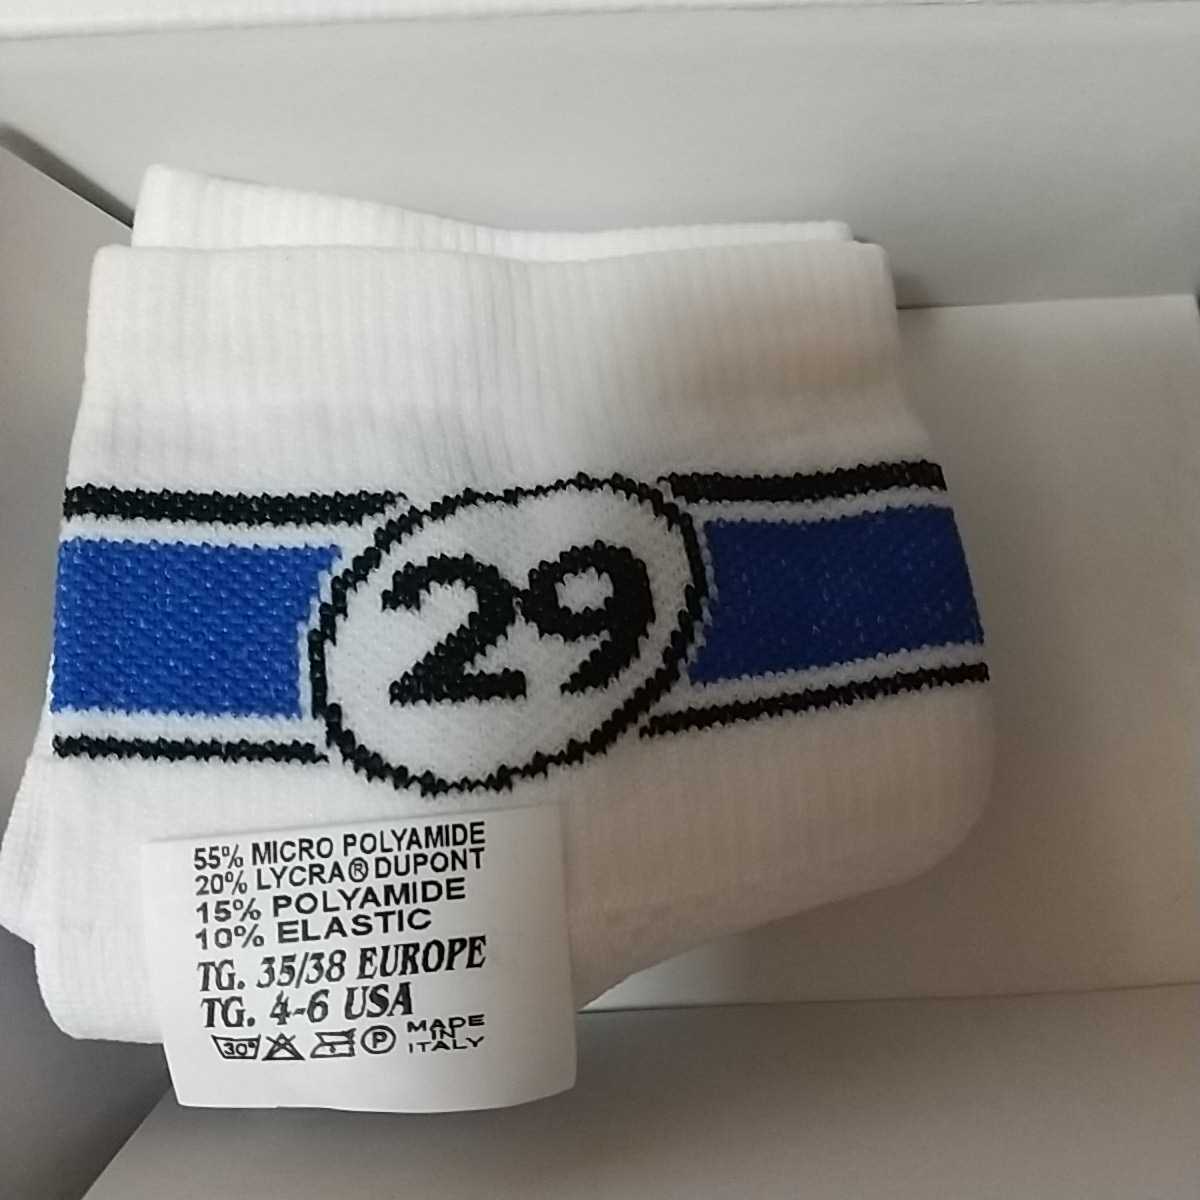 29
55% MICRO POLYAMIDE
20% LYCRA® DUPONT
15% POLYAMIDE
10% ELASTIC
TG. 35/38 EUROPE
TG. 4-6 USA
30° P MADE IN ITALY